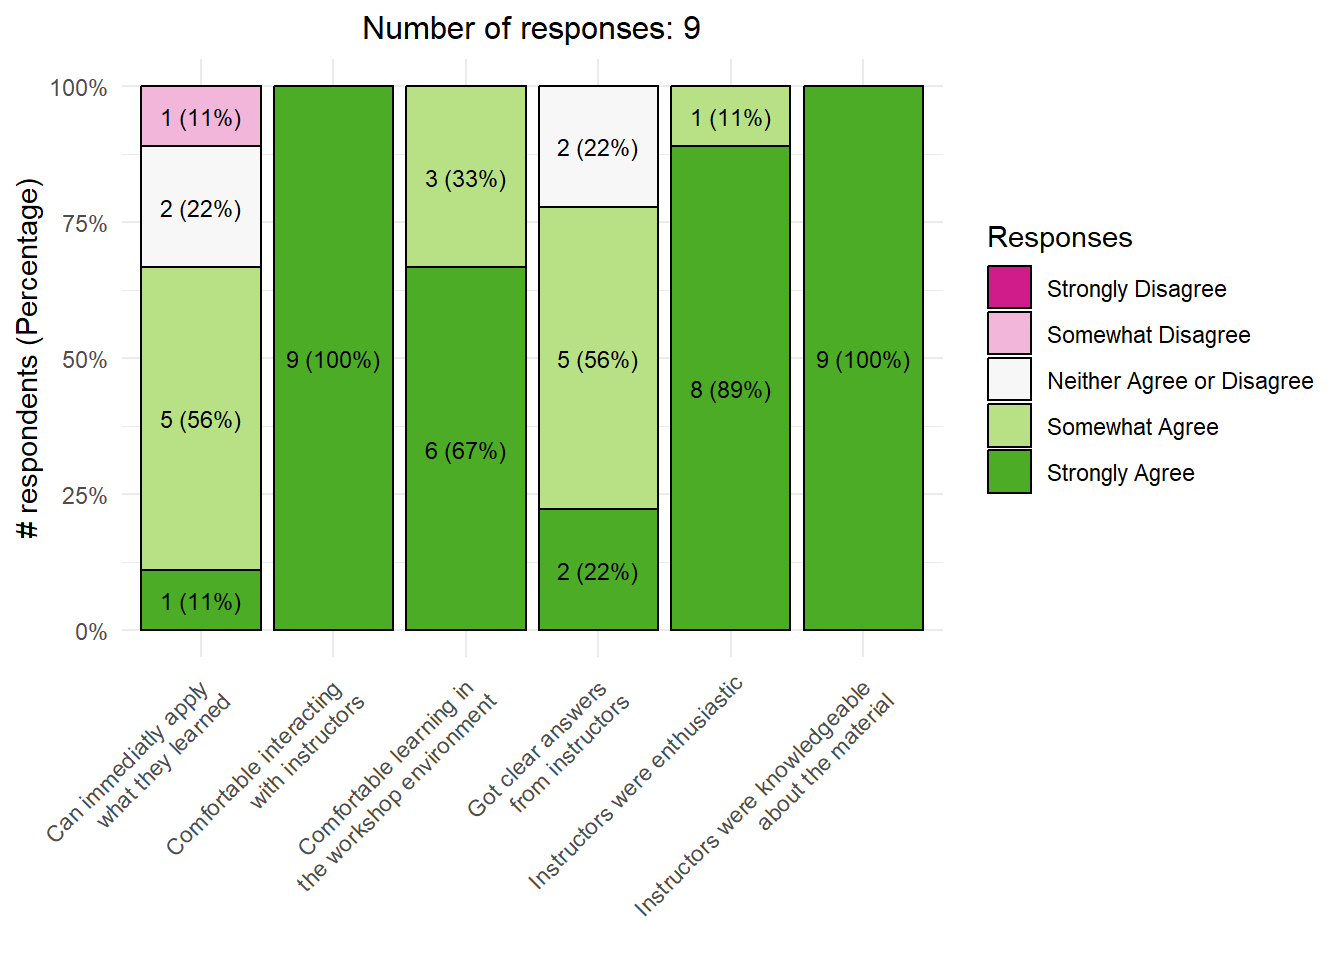 Number of responses: 9
# respondents (Percentage)
100%
75%
50%
25%
0%
1 (11%)
2 (22%)
5 (56%)
1 (11%)
9 (100%)
3 (33%)
6 (67%)
2 (22%)
5 (56%)
2 (22%)
1 (11%)
8 (89%)
9 (100%)
Can immediatly apply
what they learned
Comfortable interacting
with instructors
Comfortable learning in
the workshop environment
Got clear answers
from instructors
Instructors were enthusiastic
Instructors were knowledgeable
about the material
Responses
Strongly Disagree
Somewhat Disagree
Neither Agree or Disagree
Somewhat Agree
Strongly Agree